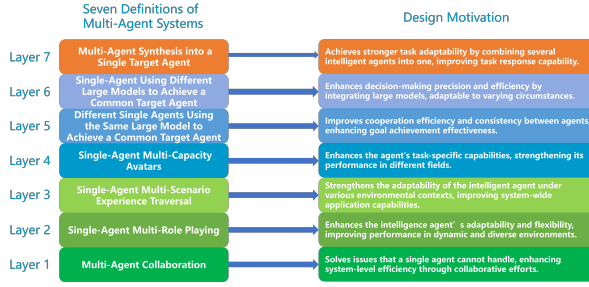 Seven Definitions of
Multi-Agent Systems
Design Motivation
Layer 7
Multi-Agent Synthesis into a
Single Target Agent
Achieves stronger task adaptability by combining several
intelligent agents into one, improving task response capability.
Layer 6
Single-Agent Using Different
Large Models to Achieve a
Common Target Agent
Enhances decision-making precision and efficiency by
integrating large models, adaptable to varying circumstances.
Layer 5
Different Single Agents Using
the Same Large Model to
Achieve a Common Target Agent
Improves cooperation efficiency and consistency between agents,
enhancing goal achievement effectiveness.
Layer 4
Single-Agent Multi-Capacity
Avatars
Enhances the agent's task-specific capabilities, strengthening its
performance in different fields.
Layer 3
Single-Agent Multi-Scenario
Experience Traversal
Strengthens the adaptability of the intelligent agent under
various environmental contexts, improving system-wide
application capabilities.
Layer 2
Single-Agent Multi-Role Playing
Enhances the intelligence agent's adaptability and flexibility,
improving performance in dynamic and diverse environments.
Layer 1
Multi-Agent Collaboration
Solves issues that a single agent cannot handle, enhancing
system-level efficiency through collaborative efforts.